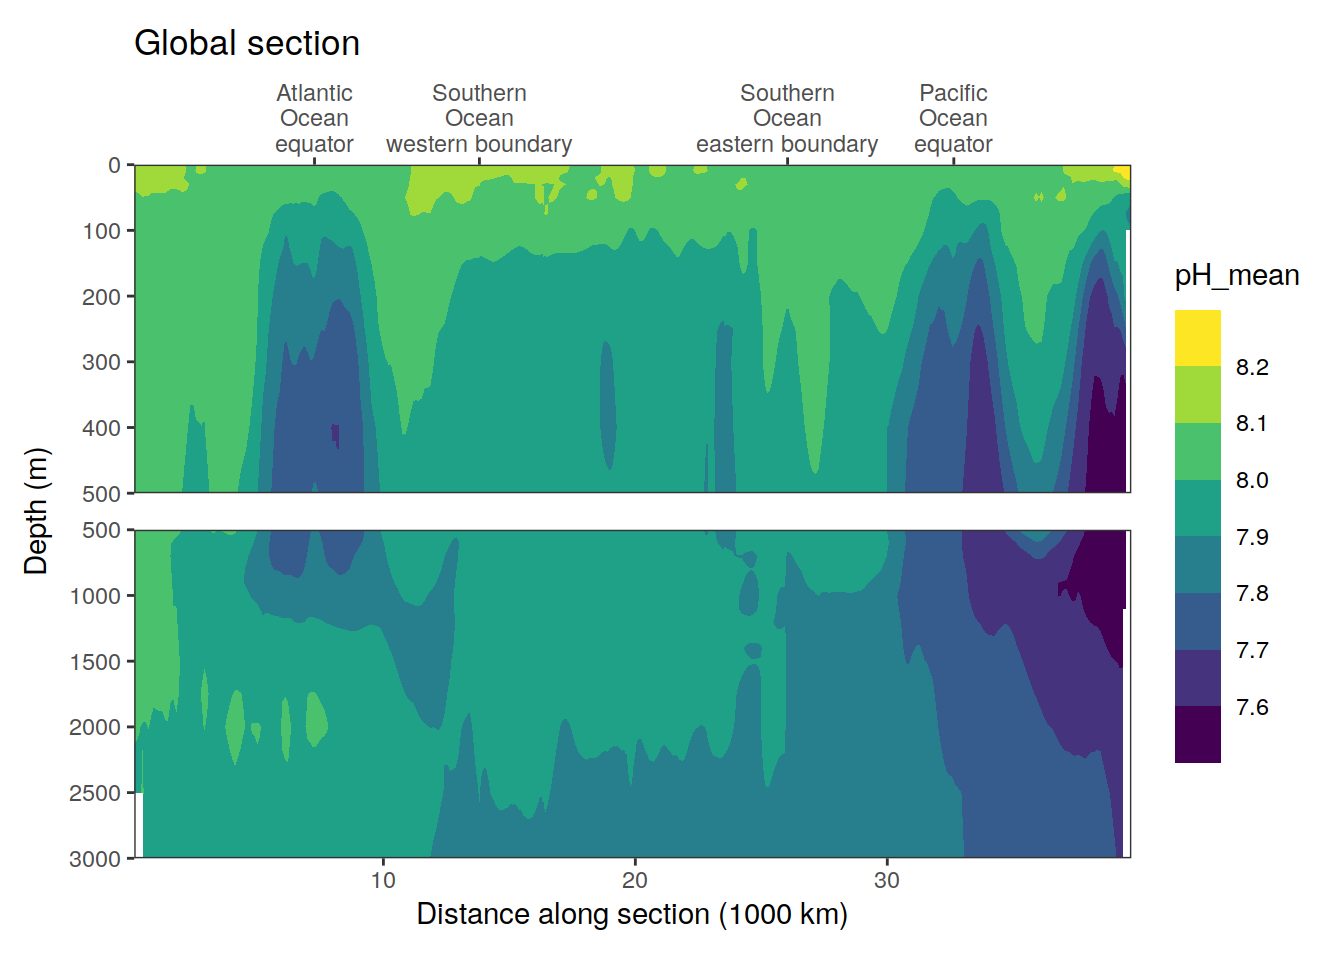 Global section
Atlantic
Ocean
equator
Southern
Ocean
western boundary
Southern
Ocean
eastern boundary
Pacific
Ocean
equator
0
100
200
300
400
500
500
1000
1500
2000
2500
3000
Depth (m)
10
20
30
Distance along section (1000 km)
pH_mean
8.2
8.1
8.0
7.9
7.8
7.7
7.6